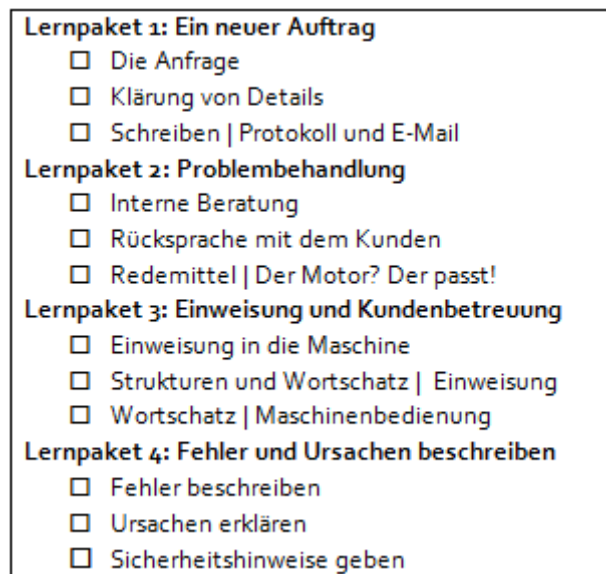 Lernpaket 1: Ein neuer Auftrag
☐ Die Anfrage
☐ Klärung von Details
☐ Schreiben | Protokoll und E-Mail
Lernpaket 2: Problembehandlung
☐ Interne Beratung
☐ Rücksprache mit dem Kunden
☐ Redemittel | Der Motor? Der passt!
Lernpaket 3: Einweisung und Kundenbetreuung
☐ Einweisung in die Maschine
☐ Strukturen und Wortschatz | Einweisung
☐ Wortschatz | Maschinenbedienung
Lernpaket 4: Fehler und Ursachen beschreiben
☐ Fehler beschreiben
☐ Ursachen erklären
☐ Sicherheitshinweise geben